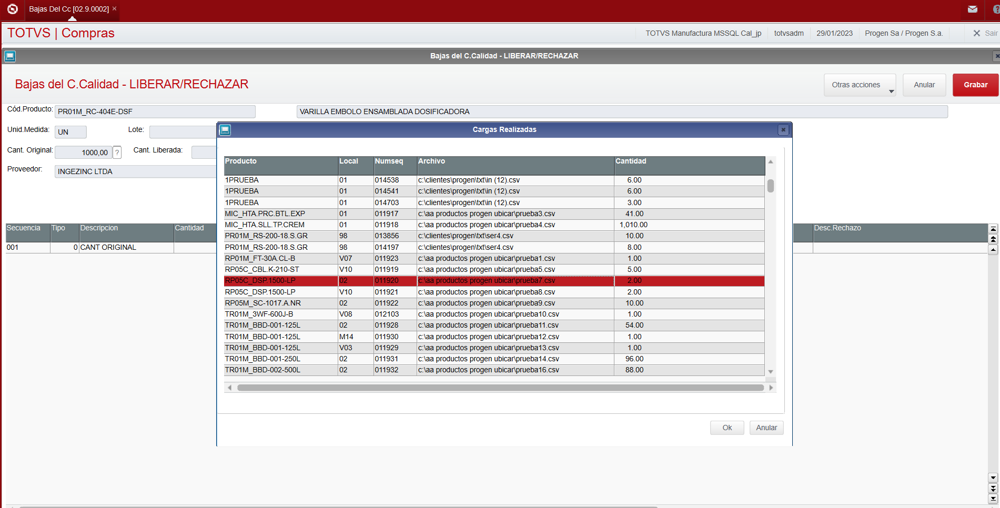 Bajas Del Cc [02.9.0002] ×
TOTVS | Compras
TOTVS Manufactura MSSQL Cal_jp totvsadm 29/01/2023 Progen Sa / Progen S.a. Sair
Bajas del C.Calidad - LIBERAR/RECHAZAR
Bajas del C.Calidad - LIBERAR/RECHAZAR
Otras acciones Anular Grabar
Cód.Producto: PR01M_RC-404E-DSF VARILLA EMBOLO ENSAMBLADA DOSIFICADORA
Unid.Medida: UN Lote:
Cant. Original: 1000,00 ? Cant. Liberada:
Proveedor: INGEZINC LTDA
Secuencia Tipo Descripcion Cantidad Desc.Rechazo
001 0 CANT ORIGINAL
Cargas Realizadas
Producto Local Numseq Archivo Cantidad
1PRUEBA 01 014538 c:\clientes\progen\txt\in (12).csv 6.00
1PRUEBA 01 014541 c:\clientes\progen\txt\in (12).csv 6.00
1PRUEBA 01 014703 c:\clientes\progen\txt\in (12).csv 3.00
MIC_HTA.PRC.BTL.EXP 01 011917 c:\aa productos progen ubicar\prueba3.csv 41.00
MIC_HTA.SLL.TP.CREM 01 011918 c:\aa productos progen ubicar\prueba4.csv 1,010.00
PR01M_RS-200-18.S.GR 98 013856 c:\clientes\progen\txt\ser4.csv 10.00
PR01M_RS-200-18.S.GR 98 014197 c:\clientes\progen\txt\ser4.csv 8.00
RP01M_FT-30A.CL-B V07 011923 c:\aa productos progen ubicar\prueba1.csv 1.00
RP05C_CBL.K-210-ST V10 011919 c:\aa productos progen ubicar\prueba5.csv 5.00
RP05C_DSP.1500-LP 02 011920 c:\aa productos progen ubicar\prueba7.csv 2.00
RP05C_DSP.1500-LP V10 011921 c:\aa productos progen ubicar\prueba8.csv 2.00
RP05M_SC-1017.A.NR 02 011922 c:\aa productos progen ubicar\prueba9.csv 10.00
TR01M_3WF-600J-B V08 012103 c:\aa productos progen ubicar\prueba10.csv 1.00
TR01M_BBD-001-125L 02 011928 c:\aa productos progen ubicar\prueba11.csv 54.00
TR01M_BBD-001-125L M14 011930 c:\aa productos progen ubicar\prueba12.csv 1.00
TR01M_BBD-001-125L V03 011929 c:\aa productos progen ubicar\prueba13.csv 1.00
TR01M_BBD-001-250L 02 011931 c:\aa productos progen ubicar\prueba14.csv 96.00
TR01M_BBD-002-500L 02 011932 c:\aa productos progen ubicar\prueba16.csv 88.00
Ok Anular